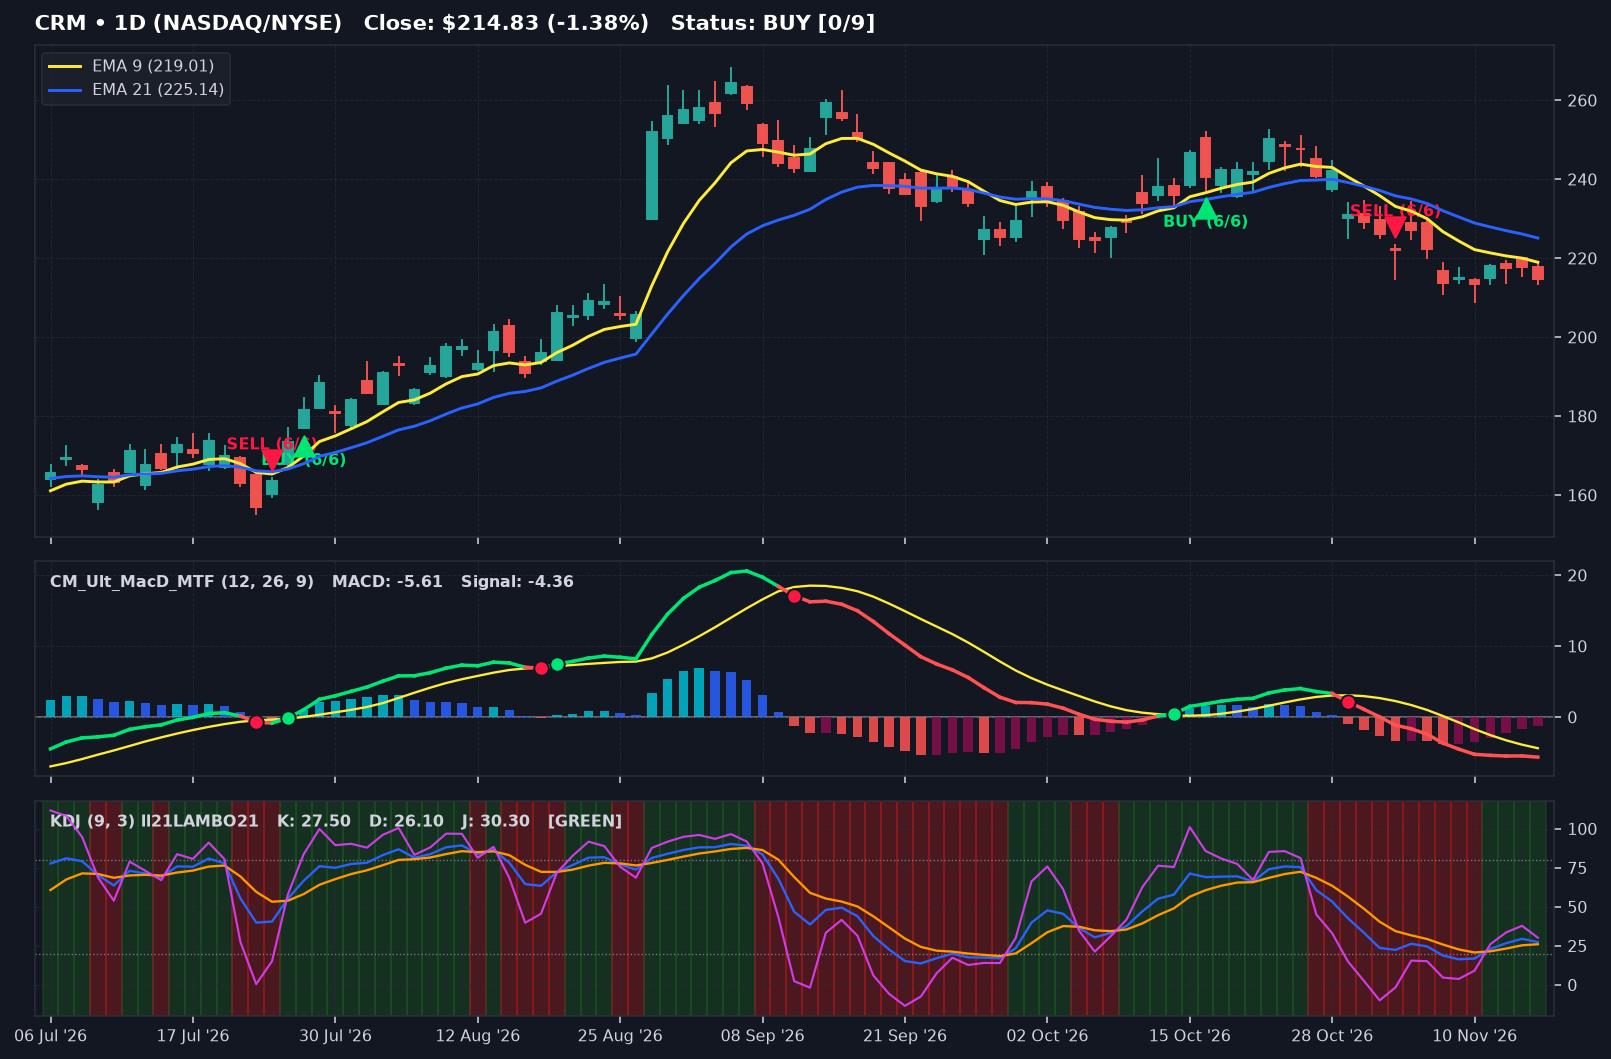 CRM • 1D (NASDAQ/NYSE) Close: $214.83 (-1.38%) Status: BUY [0/9]
EMA 9 (219.01)
EMA 21 (225.14)
260
240
220
200
180
160
SELL (6/6)
BUY (6/6)
BUY (6/6)
SELL (6/6)
CM_Ult_MacD_MTF (12, 26, 9) MACD: -5.61 Signal: -4.36
20
10
0
KDJ (9, 3) II21LAMBO21 K: 27.50 D: 26.10 J: 30.30 [GREEN]
100
75
50
25
0
06 Jul '26
17 Jul '26
30 Jul '26
12 Aug '26
25 Aug '26
08 Sep '26
21 Sep '26
02 Oct '26
15 Oct '26
28 Oct '26
10 Nov '26